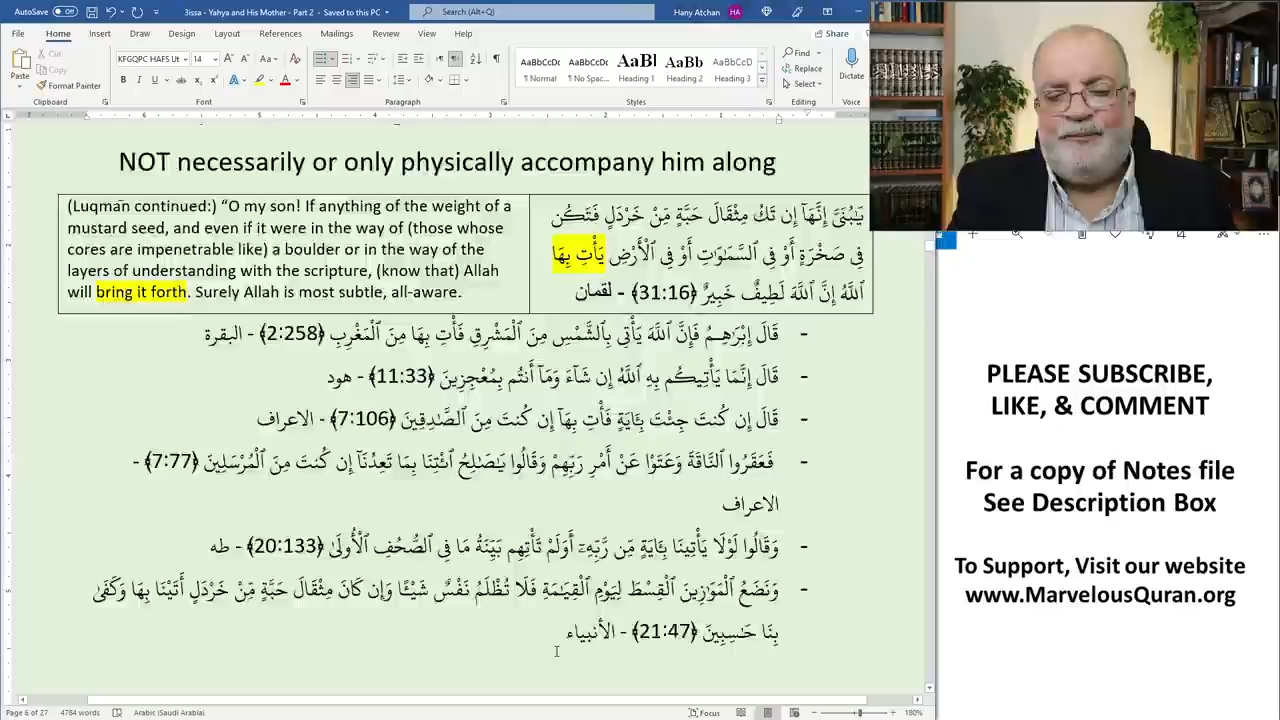 AutoSave Off 3issa - Yahya and His Mother - Part 2 - Saved to this PC Search (Alt+Q) Hany Atchan HA
File Home Insert Draw Design Layout References Mailings Review View Help Share
Paste Cut Copy Format Painter
KFGQPC HAFS Ut 14
AaBbCcDc AaBbCcDc AaBl AaBb AaBbCcD
¶ Normal ¶ No Spac... Heading 1 Heading 2 Heading 3
Find Replace Select Dictate
Clipboard Font Paragraph Styles Editing Voice
NOT necessarily or only physically accompany him along
(Luqman continued:) “O my son! If anything of the weight of a
mustard seed, and even if it were in the way of (those whose
cores are impenetrable like) a boulder or in the way of the
layers of understanding with the scripture, (know that) Allah
will bring it forth. Surely Allah is most subtle, all-aware.
يَـٰبُنَىَّ إِنَّهَآ إِن تَكُ مِثْقَالَ حَبَّةٍ مِّنْ خَرْدَلٍ فَتَكُن
فِى صَخْرَةٍ أَوْ فِى ٱلسَّمَـٰوَٰتِ أَوْ فِى ٱلْأَرْضِ يَأْتِ بِهَا
ٱللَّهُ إِنَّ ٱللَّهَ لَطِيفٌ خَبِيرٌ ﴿31:16﴾ - لقمان
- قَالَ إِبْرَٰهِـۧمُ فَإِنَّ ٱللَّهَ يَأْتِى بِٱلشَّمْسِ مِنَ ٱلْمَشْرِقِ فَأْتِ بِهَا مِنَ ٱلْمَغْرِبِ ﴿2:258﴾ - البقرة
- قَالَ إِنَّمَا يَأْتِيكُم بِهِ ٱللَّهُ إِن شَآءَ وَمَآ أَنتُم بِمُعْجِزِينَ ﴿11:33﴾ - هود
- قَالَ إِن كُنتَ جِئْتَ بِـَٔايَةٍ فَأْتِ بِهَآ إِن كُنتَ مِنَ ٱلصَّـٰدِقِينَ ﴿7:106﴾ - الاعراف
- فَعَقَرُوا۟ ٱلنَّاقَةَ وَعَتَوْا۟ عَنْ أَمْرِ رَبِّهِمْ وَقَالُوا۟ يَـٰصَـٰلِحُ ٱئْتِنَا بِمَا تَعِدُنَآ إِن كُنتَ مِنَ ٱلْمُرْسَلِينَ ﴿7:77﴾ -
الاعراف
- وَقَالُوا۟ لَوْلَا يَأْتِينَا بِـَٔايَةٍ مِّن رَّبِّهِۦٓ أَوَلَمْ تَأْتِهِم بَيِّنَةُ مَا فِى ٱلصُّحُفِ ٱلْأُولَىٰ ﴿20:133﴾ - طه
- وَنَضَعُ ٱلْمَوَٰزِينَ ٱلْقِسْطَ لِيَوْمِ ٱلْقِيَـٰمَةِ فَلَا تُظْلَمُ نَفْسٌ شَيْـًٔا وَإِن كَانَ مِثْقَالَ حَبَّةٍ مِّنْ خَرْدَلٍ أَتَيْنَا بِهَا وَكَفَىٰ
بِنَا حَـٰسِبِينَ ﴿21:47﴾ - الأنبياء
PLEASE SUBSCRIBE,
LIKE, & COMMENT
For a copy of Notes file
See Description Box
To Support, Visit our website
www.MarvelousQuran.org
Page 6 of 27 4784 words Arabic (Saudi Arabia) Focus 180%